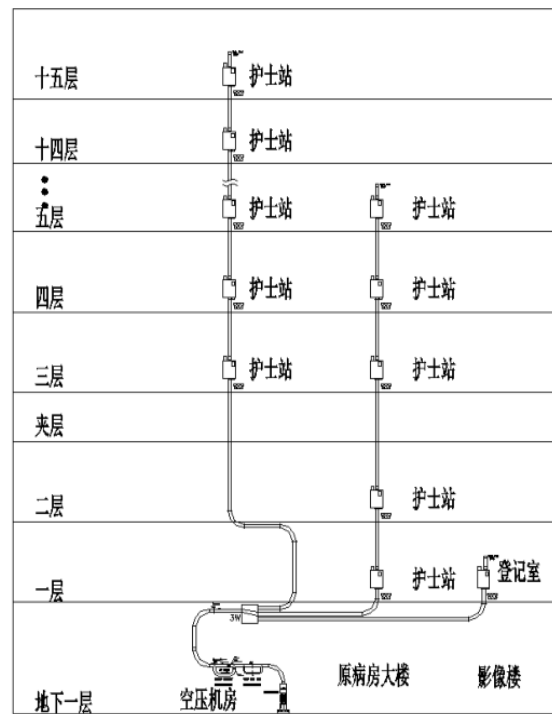 十五层 护士站
十四层 护士站
五层 护士站 护士站
四层 护士站 护士站
三层 护士站 护士站
夹层
二层 护士站
一层 护士站 登记室
3W
地下一层 空压机房 原病房大楼 影像楼